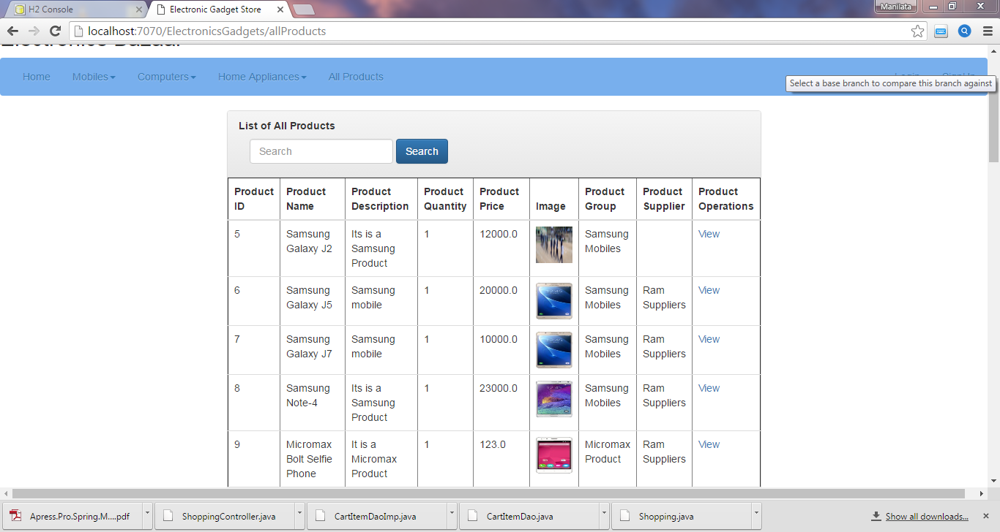 H2 Console
Electronic Gadget Store
Manilata
localhost:7070/ElectronicsGadgets/allProducts
Electronics Bazaar
Home Mobiles Computers Home Appliances All Products Login
Select a base branch to compare this branch against
List of All Products
Search Search
Product ID Product Name Product Description Product Quantity Product Price Image Product Group Product Supplier Product Operations
5 Samsung Galaxy J2 Its is a Samsung Product 1 12000.0 Samsung Mobiles View
6 Samsung Galaxy J5 Samsung mobile 1 20000.0 Samsung Mobiles Ram Suppliers View
7 Samsung Galaxy J7 Samsung mobile 1 10000.0 Samsung Mobiles Ram Suppliers View
8 Samsung Note-4 Its is a Samsung Product 1 23000.0 Samsung Mobiles Ram Suppliers View
9 Micromax Bolt Selfie Phone It is a Micromax Product 1 123.0 Micromax Product Ram Suppliers View
Apress.Pro.Spring.M....pdf ShoppingController.java CartItemDaoImp.java CartItemDao.java Shopping.java Show all downloads...